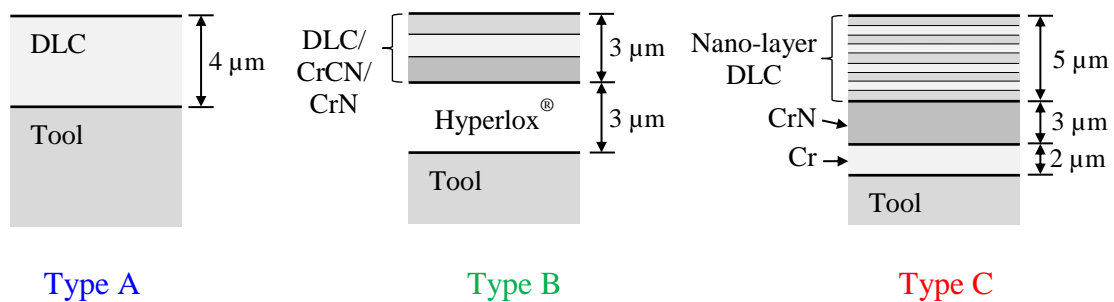 DLC
4 µm
Tool
Type A
DLC/
CrCN/
CrN
3 µm
Hyperlox®
3 µm
Tool
Type B
Nano-layer
DLC
5 µm
CrN
3 µm
Cr
2 µm
Tool
Type C